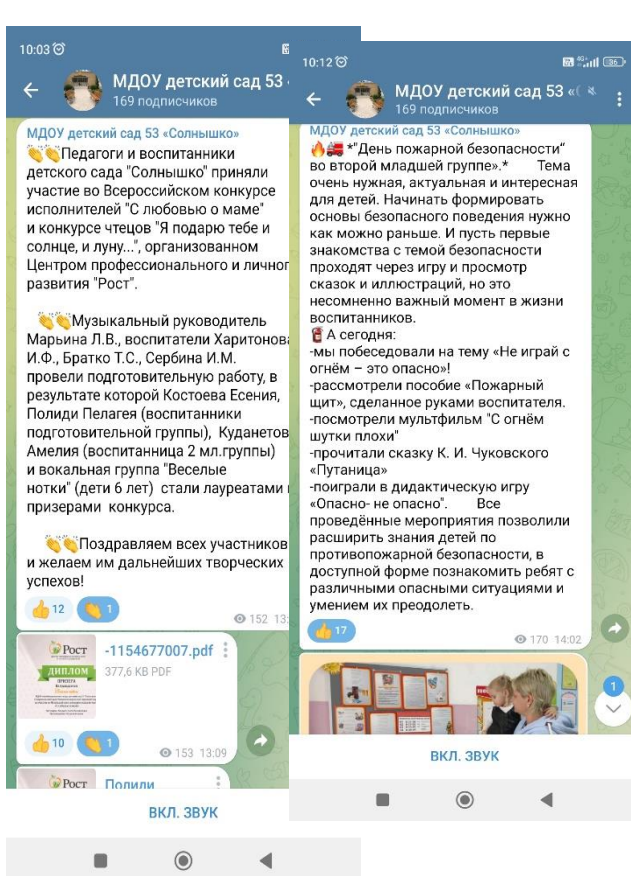 10:03
МДОУ детский сад 53
169 подписчиков
МДОУ детский сад 53 «Солнышко»
👏👏Педагоги и воспитанники
детского сада "Солнышко" приняли
участие во Всероссийском конкурсе
исполнителей "С любовью о маме"
и конкурсе чтецов "Я подарю тебе и
солнце, и луну...", организованном
Центром профессионального и личног
развития "Рост".
👏👏Музыкальный руководитель
Марьина Л.В., воспитатели Харитонова
И.Ф., Братко Т.С., Сербина И.М.
провели подготовительную работу, в
результате которой Костоева Есения,
Полиди Пелагея (воспитанники
подготовительной группы), Куданетов
Амелия (воспитанница 2 мл.группы)
и вокальная группа "Веселые
нотки" (дети 6 лет) стали лауреатами
призерами конкурса.
👏👏Поздравляем всех участников
и желаем им дальнейших творческих
успехов!
👍 12 👏 1
152 13:
Рост
ДИПЛОМ
ПРИЗЕРА
-1154677007.pdf
377,6 KB PDF
👍 10 👏 1
153 13:09
Рост
Полиди
ВКЛ. ЗВУК
10:12
МДОУ детский сад 53 «(
169 подписчиков
МДОУ детский сад 53 «Солнышко»
🔥🚒 *"День пожарной безопасности"
во второй младшей группе».* Тема
очень нужная, актуальная и интересная
для детей. Начинать формировать
основы безопасного поведения нужно
как можно раньше. И пусть первые
знакомства с темой безопасности
проходят через игру и просмотр
сказок и иллюстраций, но это
несомненно важный момент в жизни
воспитанников.
🧯А сегодня:
-мы побеседовали на тему «Не играй с
огнём – это опасно»!
-рассмотрели пособие «Пожарный
щит», сделанное руками воспитателя.
-посмотрели мультфильм "С огнём
шутки плохи"
-прочитали сказку К. И. Чуковского
«Путаница»
-поиграли в дидактическую игру
«Опасно- не опасно". Все
проведённые мероприятия позволили
расширить знания детей по
противопожарной безопасности, в
доступной форме познакомить ребят с
различными опасными ситуациями и
умением их преодолеть.
👍 17
170 14:02
1
ВКЛ. ЗВУК